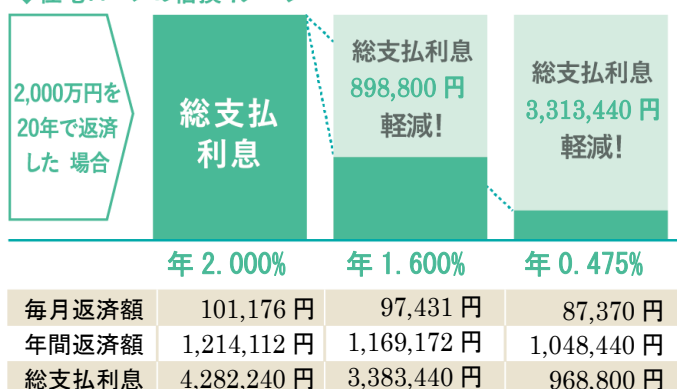 2,000万円を
20年で返済
した 場合
総支払
利息
総支払利息
898,800 円
軽減!
総支払利息
3,313,440 円
軽減!
年 2.000% 年 1.600% 年 0.475%
毎月返済額 101,176 円 97,431 円 87,370 円
年間返済額 1,214,112 円 1,169,172 円 1,048,440 円
総支払利息 4,282,240 円 3,383,440 円 968,800 円